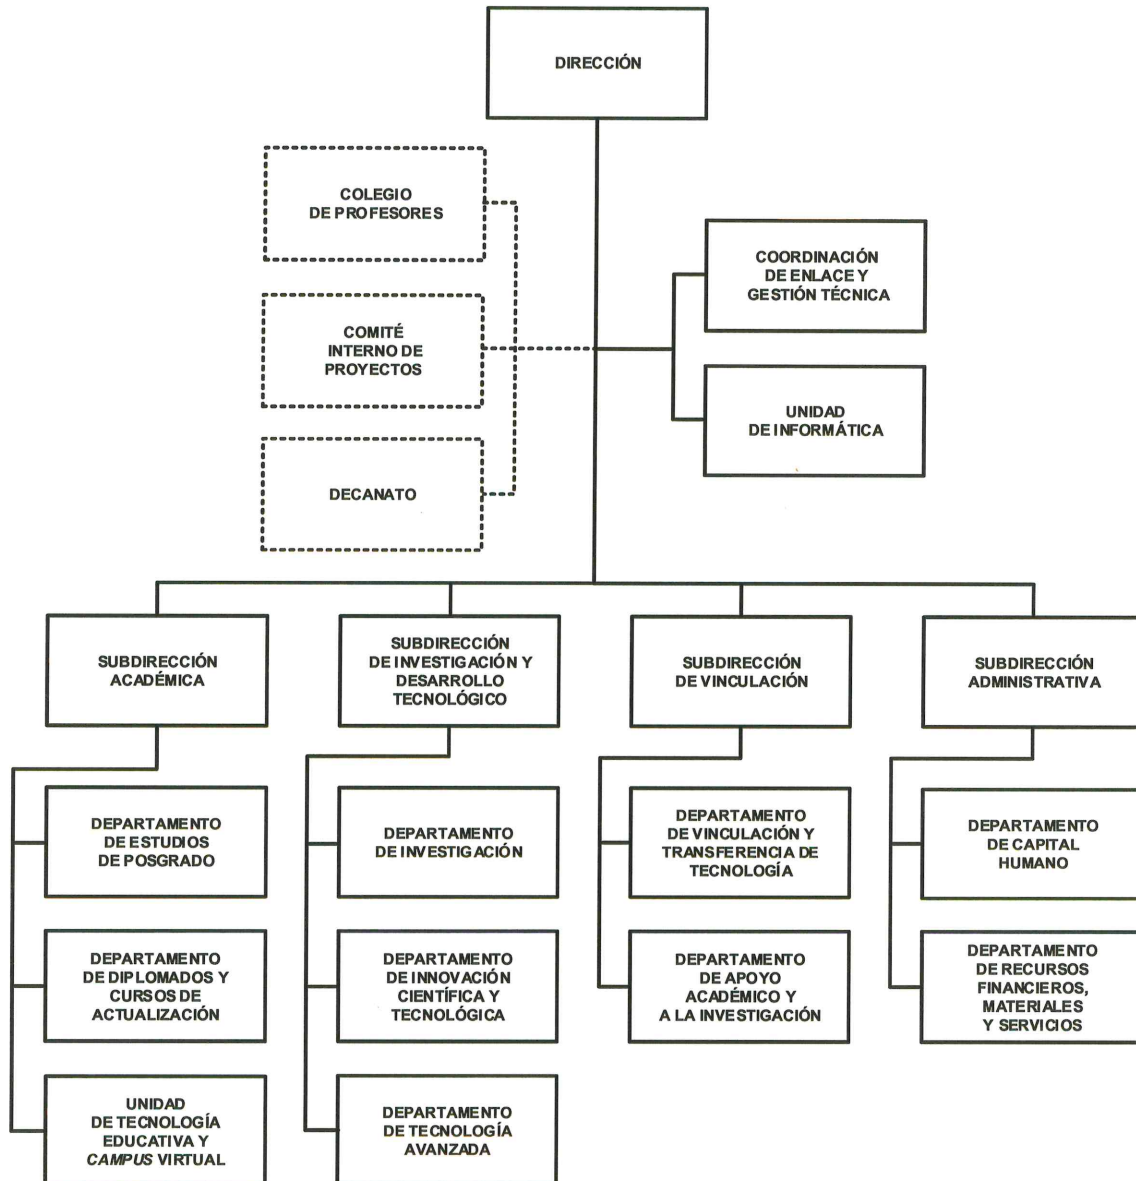 DIRECCIÓN
COLEGIO
DE PROFESORES
COMITÉ
INTERNO DE
PROYECTOS
DECANATO
COORDINACIÓN
DE ENLACE Y
GESTIÓN TÉCNICA
UNIDAD
DE INFORMÁTICA
SUBDIRECCIÓN
ACADÉMICA
SUBDIRECCIÓN
DE INVESTIGACIÓN Y
DESARROLLO
TECNOLÓGICO
SUBDIRECCIÓN
DE VINCULACIÓN
SUBDIRECCIÓN
ADMINISTRATIVA
DEPARTAMENTO
DE ESTUDIOS
DE POSGRADO
DEPARTAMENTO
DE INVESTIGACIÓN
DEPARTAMENTO
DE VINCULACIÓN Y
TRANSFERENCIA DE
TECNOLOGÍA
DEPARTAMENTO
DE CAPITAL
HUMANO
DEPARTAMENTO
DE DIPLOMADOS Y
CURSOS DE
ACTUALIZACIÓN
DEPARTAMENTO
DE INNOVACIÓN
CIENTÍFICA Y
TECNOLÓGICA
DEPARTAMENTO
DE APOYO
ACADÉMICO Y
A LA INVESTIGACIÓN
DEPARTAMENTO
DE RECURSOS
FINANCIEROS,
MATERIALES
Y SERVICIOS
UNIDAD
DE TECNOLOGÍA
EDUCATIVA Y
CAMPUS VIRTUAL
DEPARTAMENTO
DE TECNOLOGÍA
AVANZADA